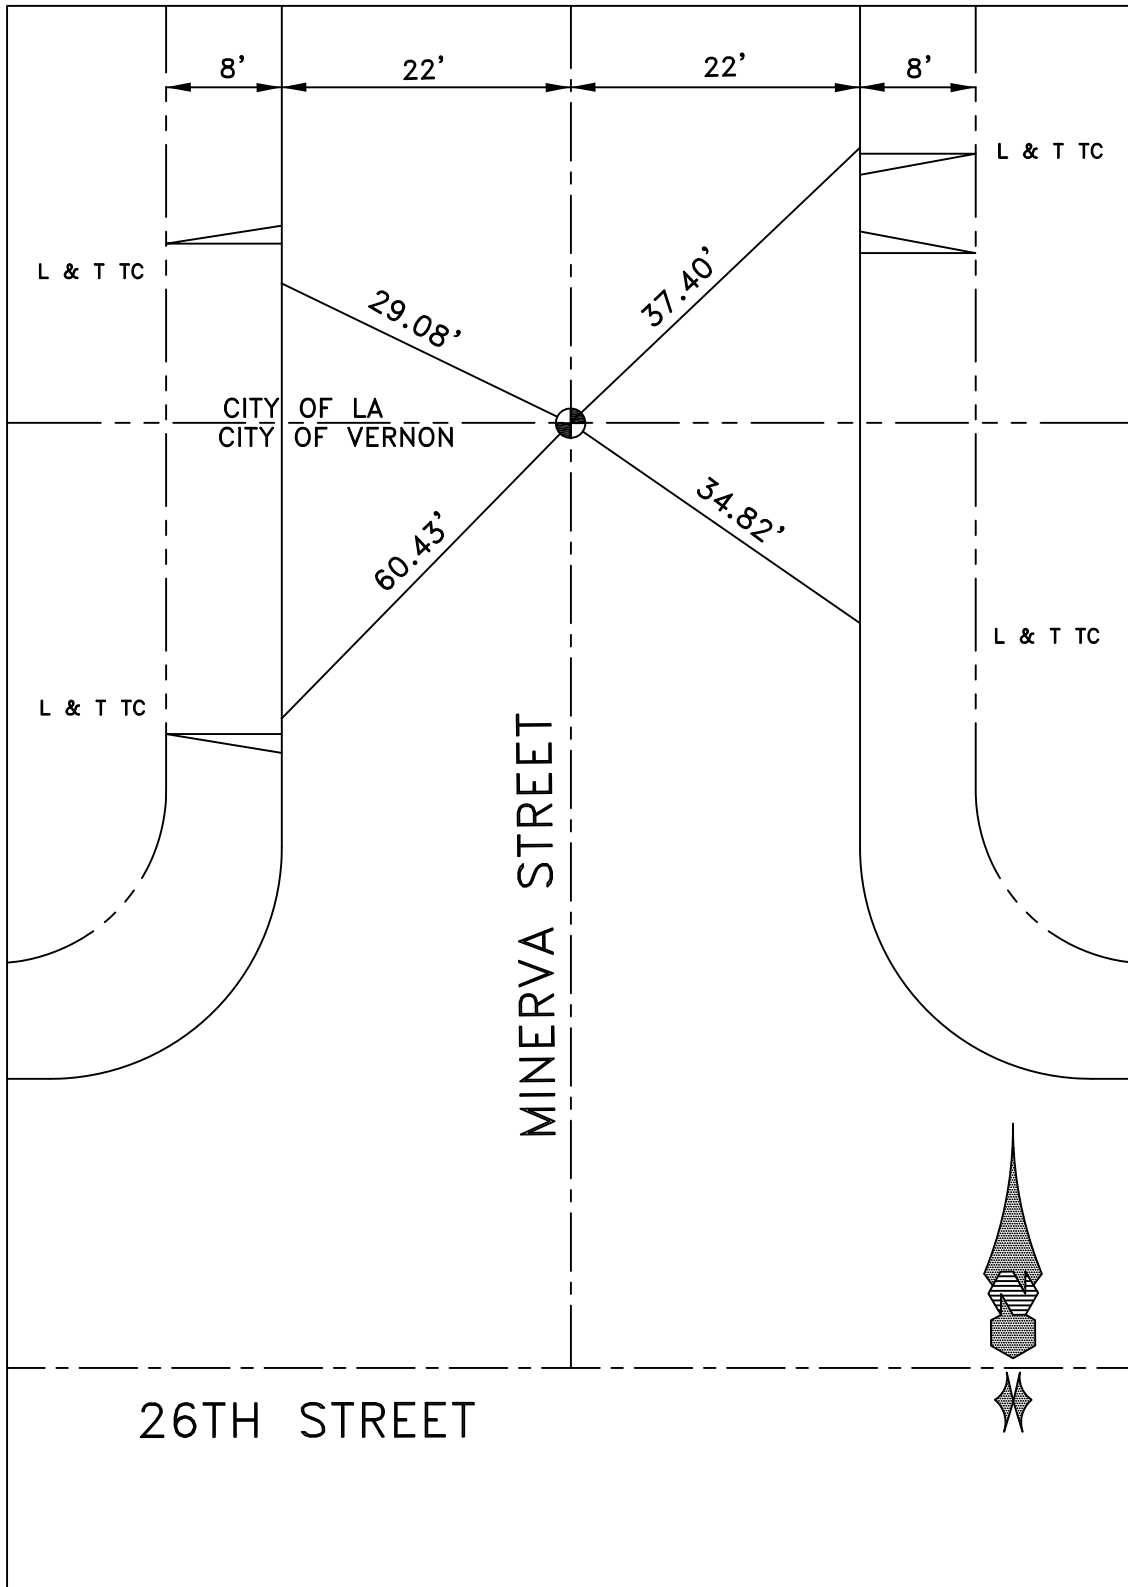 8' 22' 22' 8'
L & T TC
L & T TC
29.08'
37.40'
CITY OF LA
CITY OF VERNON
34.82'
60.43'
L & T TC
L & T TC
MINERVA STREET
26TH STREET